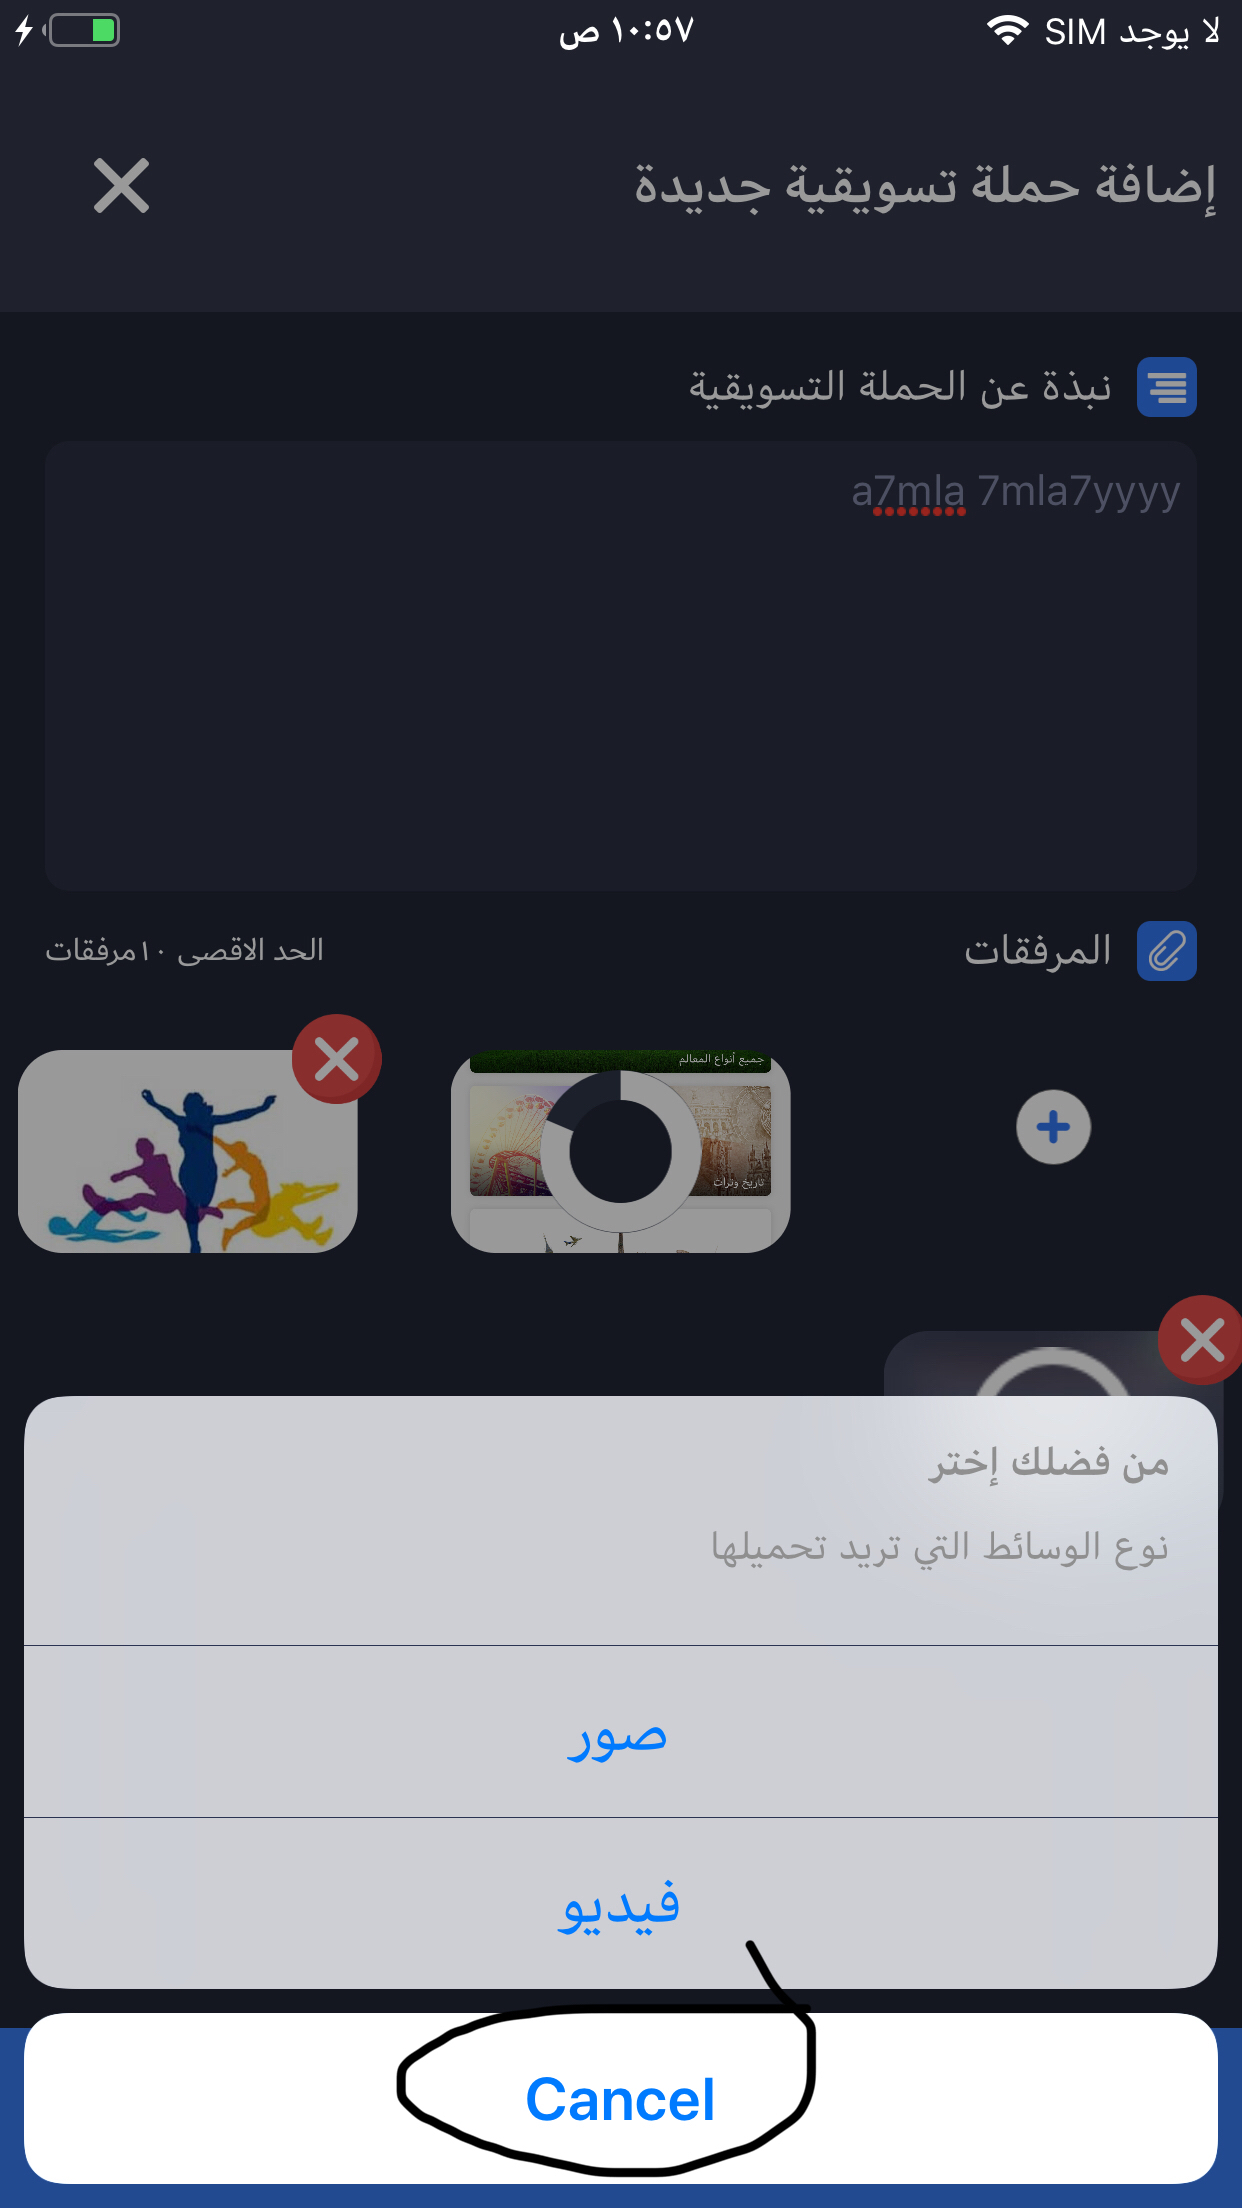 لا يوجد SIM
١٠:٥٧ ص
إضافة حملة تسويقية جديدة
نبذة عن الحملة التسويقية
a7mla 7mla7yyyy
المرفقات
الحد الاقصى ١٠مرفقات
جميع أنواع المعالم
تاريخ وتراث
من فضلك إختر
نوع الوسائط التي تريد تحميلها
صور
فيديو
Cancel